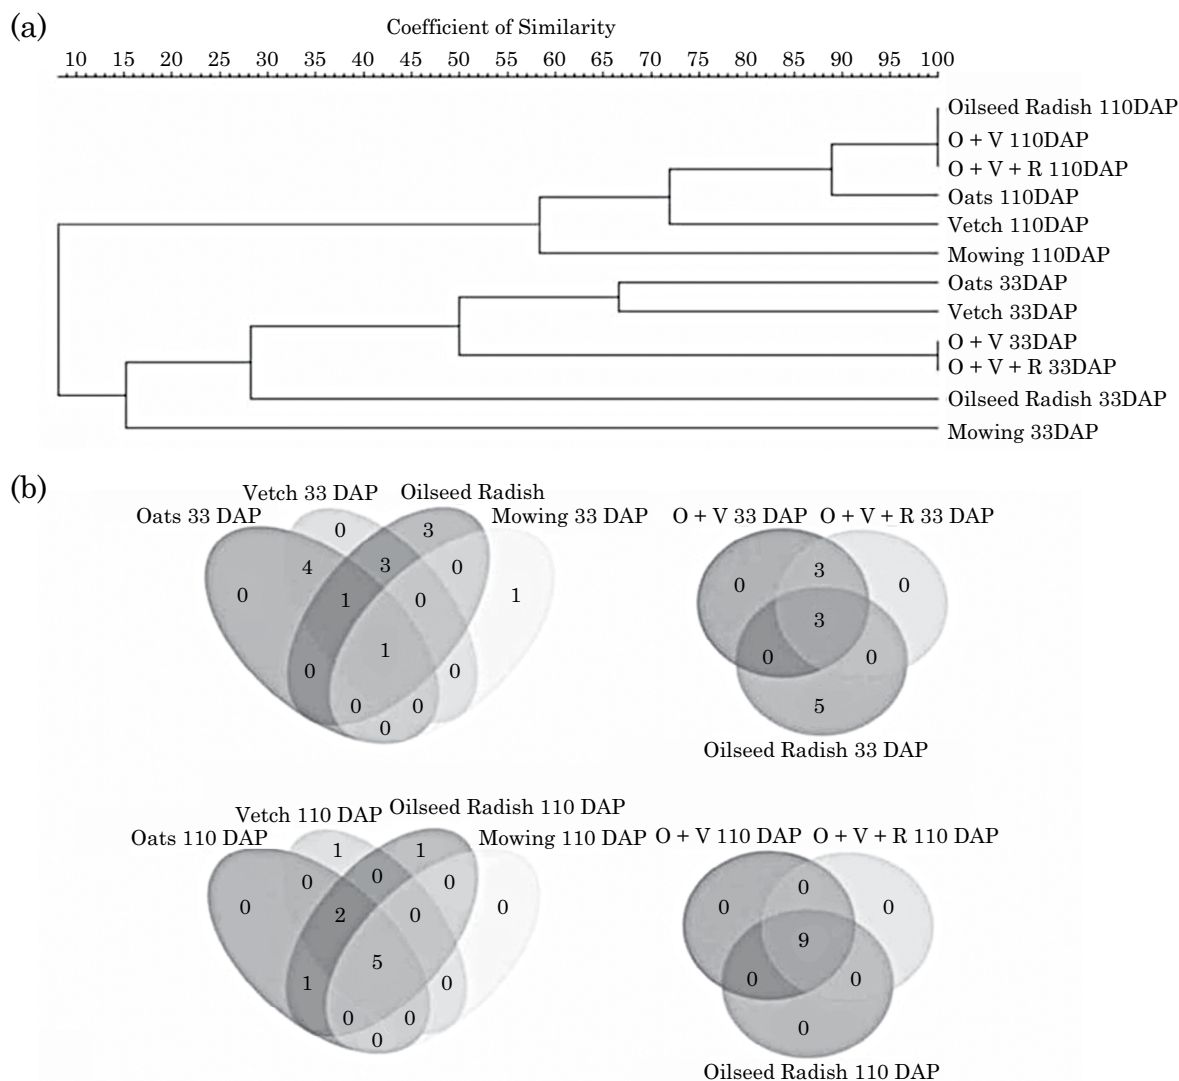 (a)
Coefficient of Similarity
10 15 20 25 30 35 40 45 50 55 60 65 70 75 80 85 90 95 100
Oilseed Radish 110DAP
O + V 110DAP
O + V + R 110DAP
Oats 110DAP
Vetch 110DAP
Mowing 110DAP
Oats 33DAP
Vetch 33DAP
O + V 33DAP
O + V + R 33DAP
Oilseed Radish 33DAP
Mowing 33DAP
(b)
Vetch 33 DAP Oilseed Radish
Oats 33 DAP Mowing 33 DAP
0 3
4 3 0
0 1 0 1
1
0 0
0 0
0
O + V 33 DAP O + V + R 33 DAP
3
0 0
3
0 0
5
Oilseed Radish 33 DAP
Vetch 110 DAP Oilseed Radish 110 DAP
Oats 110 DAP Mowing 110 DAP
1 1
0 0 0
0 2 0 0
5
1 0
0 0
0
O + V 110 DAP O + V + R 110 DAP
0
0 0
9
0 0
0
Oilseed Radish 110 DAP